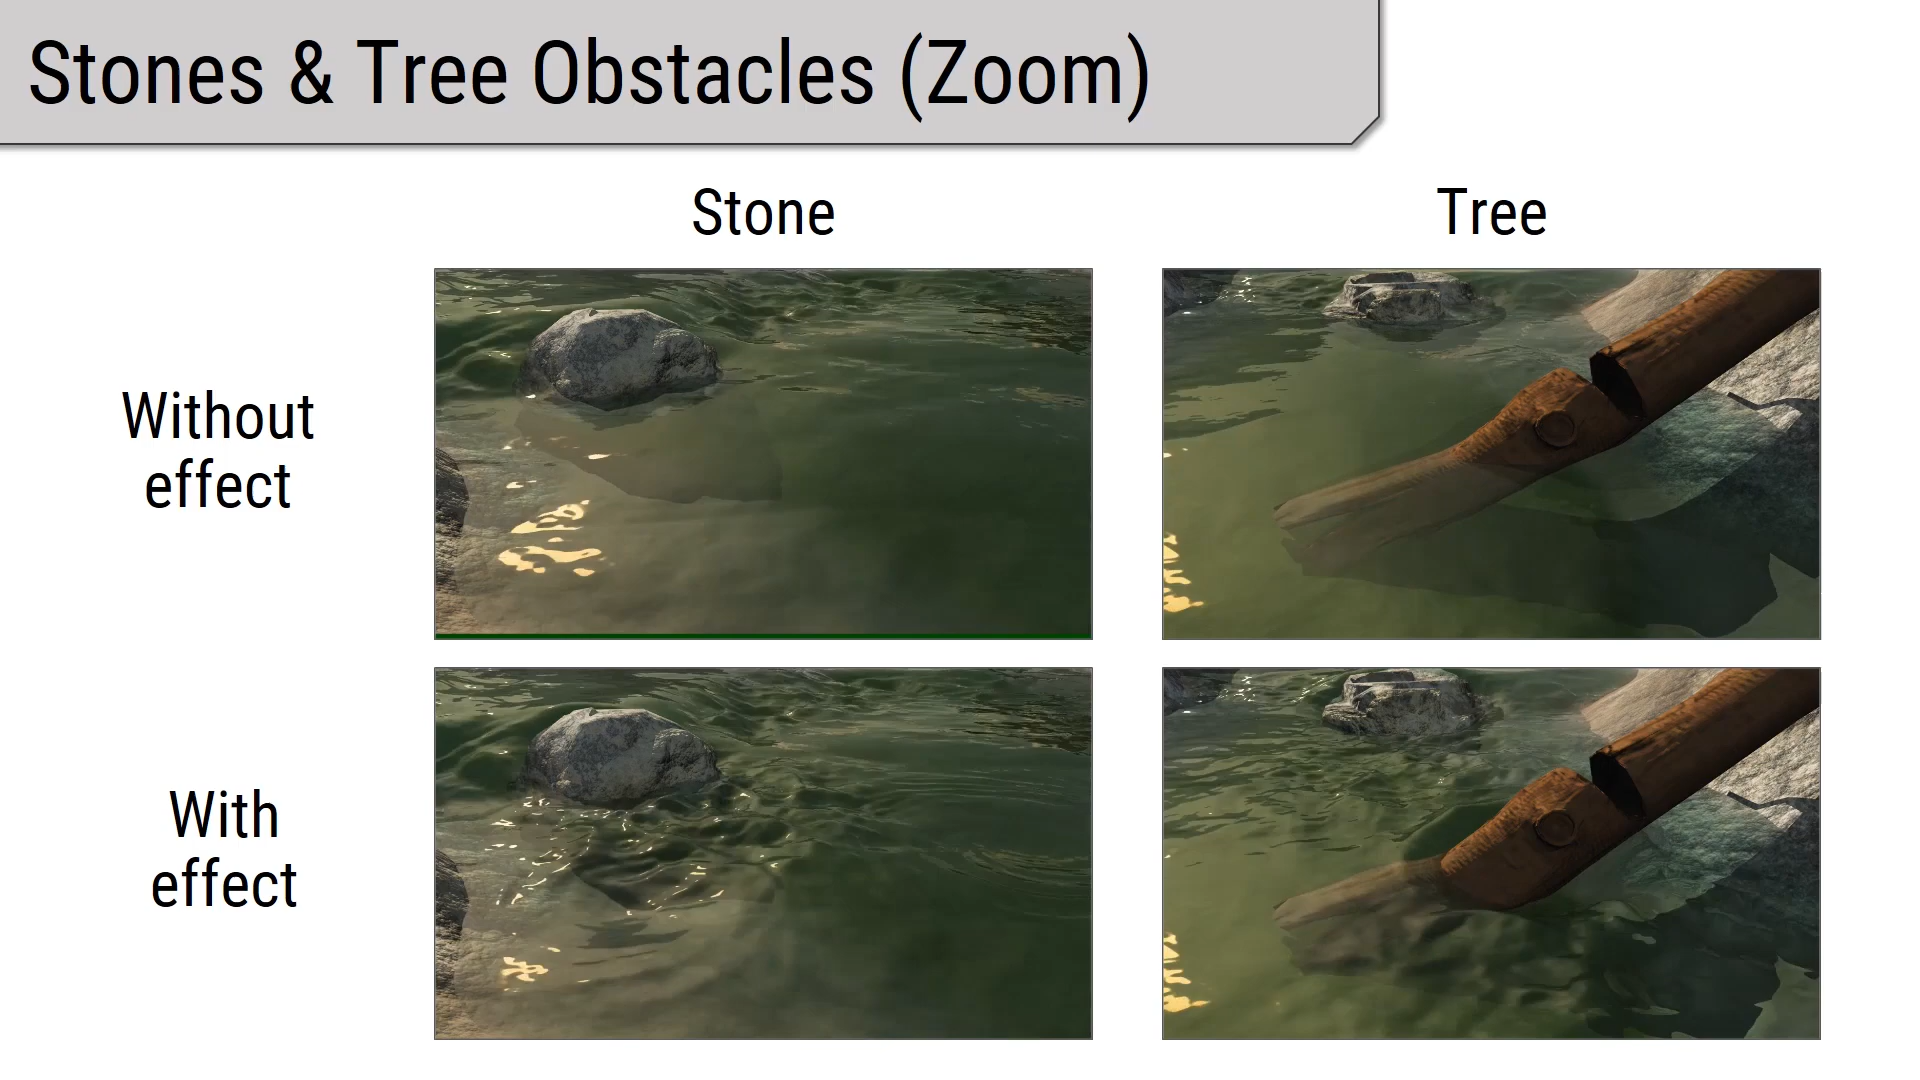 Stones & Tree Obstacles (Zoom)
Stone
Tree
Without
effect
With
effect